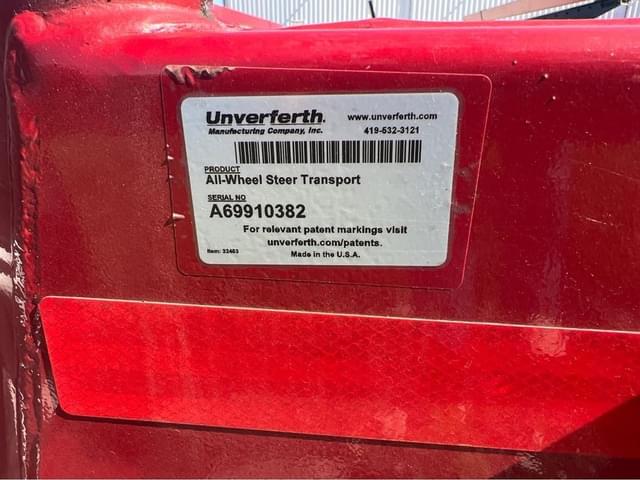 Unverferth. www.unverferth.com
Manufacturing Company, Inc. 419-532-3121
PRODUCT
All-Wheel Steer Transport
SERIAL NO
A69910382
For relevant patent markings visit
unverferth.com/patents.
Item: 32463 Made in the U.S.A.